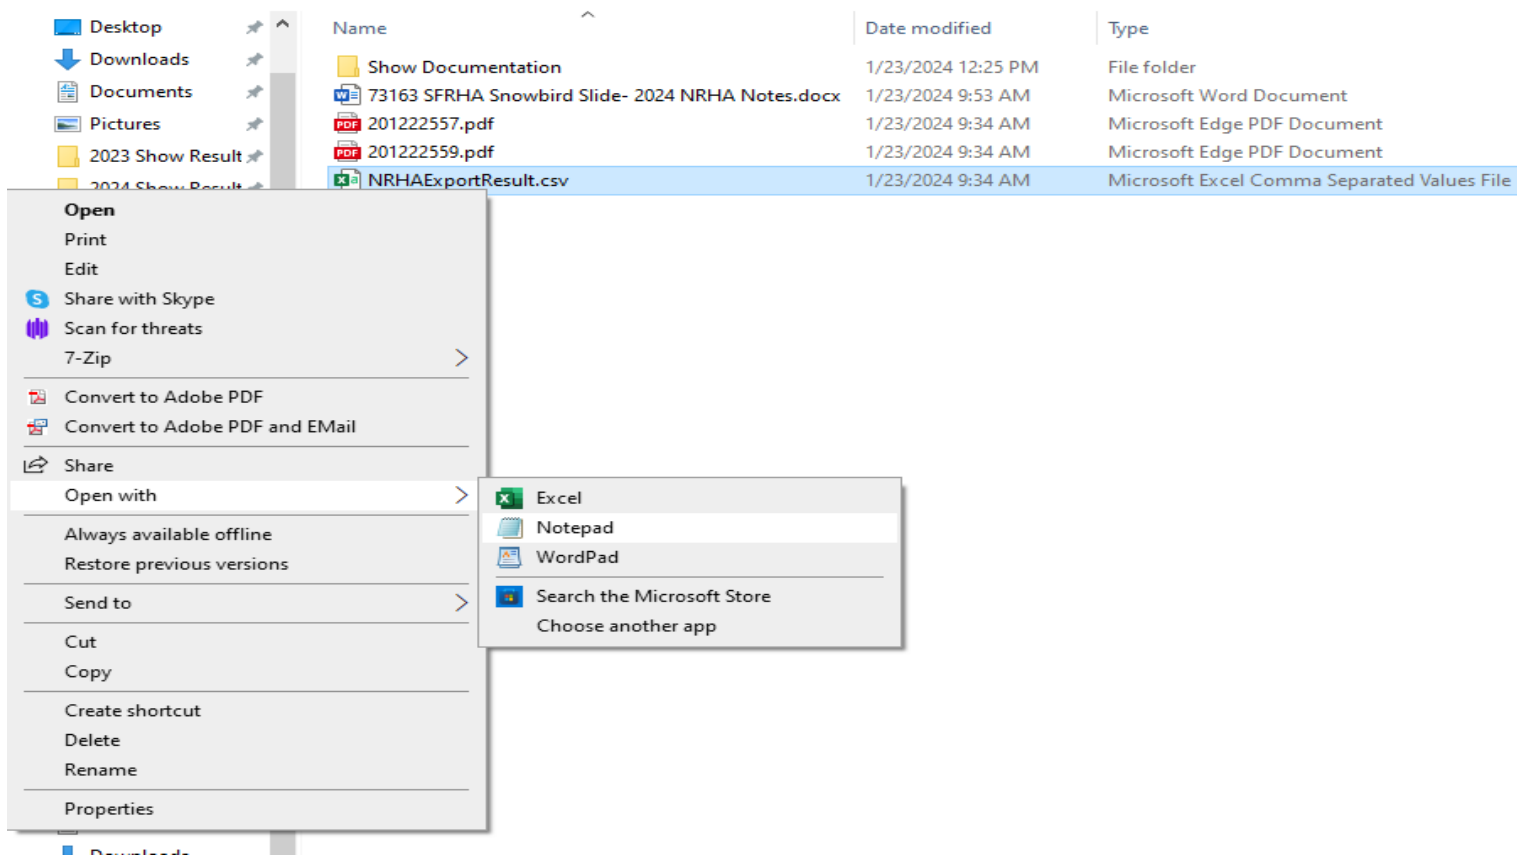 Desktop
Name Date modified Type
Downloads
Show Documentation 1/23/2024 12:25 PM File folder
Documents
73163 SFRHA Snowbird Slide- 2024 NRHA Notes.docx 1/23/2024 9:53 AM Microsoft Word Document
Pictures
PDF 201222557.pdf 1/23/2024 9:34 AM Microsoft Edge PDF Document
2023 Show Result
PDF 201222559.pdf 1/23/2024 9:34 AM Microsoft Edge PDF Document
2024 Show Result
NRHAExportResult.csv 1/23/2024 9:34 AM Microsoft Excel Comma Separated Values File
Open
Print
Edit
Share with Skype
Scan for threats
7-Zip
Convert to Adobe PDF
Convert to Adobe PDF and EMail
Share
Open with
Excel
Notepad
WordPad
Search the Microsoft Store
Choose another app
Always available offline
Restore previous versions
Send to
Cut
Copy
Create shortcut
Delete
Rename
Properties
Downloads